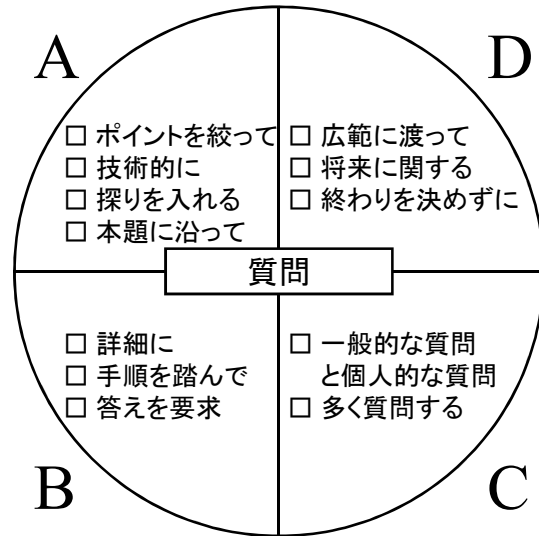 A
□ ポイントを絞って
□ 技術的に
□ 探りを入れる
□ 本題に沿って
D
□ 広範に渡って
□ 将来に関する
□ 終わりを決めずに
質問
B
□ 詳細に
□ 手順を踏んで
□ 答えを要求
C
□ 一般的な質問
と個人的な質問
□ 多く質問する